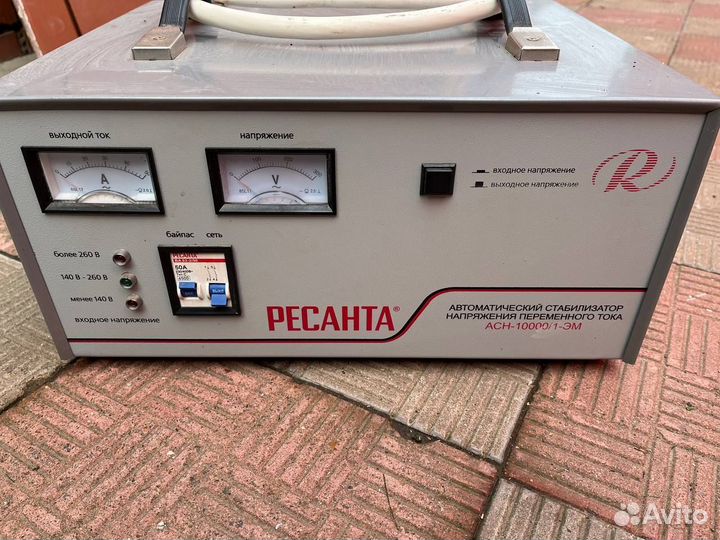 выходной ток
напряжение
A
V
входное напряжение
выходное напряжение
R
байпас сеть
более 260 В
140 В - 260 В
менее 140 В
входное напряжение
РЕСАНТА
50А
РЕСАНТА®
АВТОМАТИЧЕСКИЙ СТАБИЛИЗАТОР
НАПРЯЖЕНИЯ ПЕРЕМЕННОГО ТОКА
АСН-10000/1-ЭМ
Avito